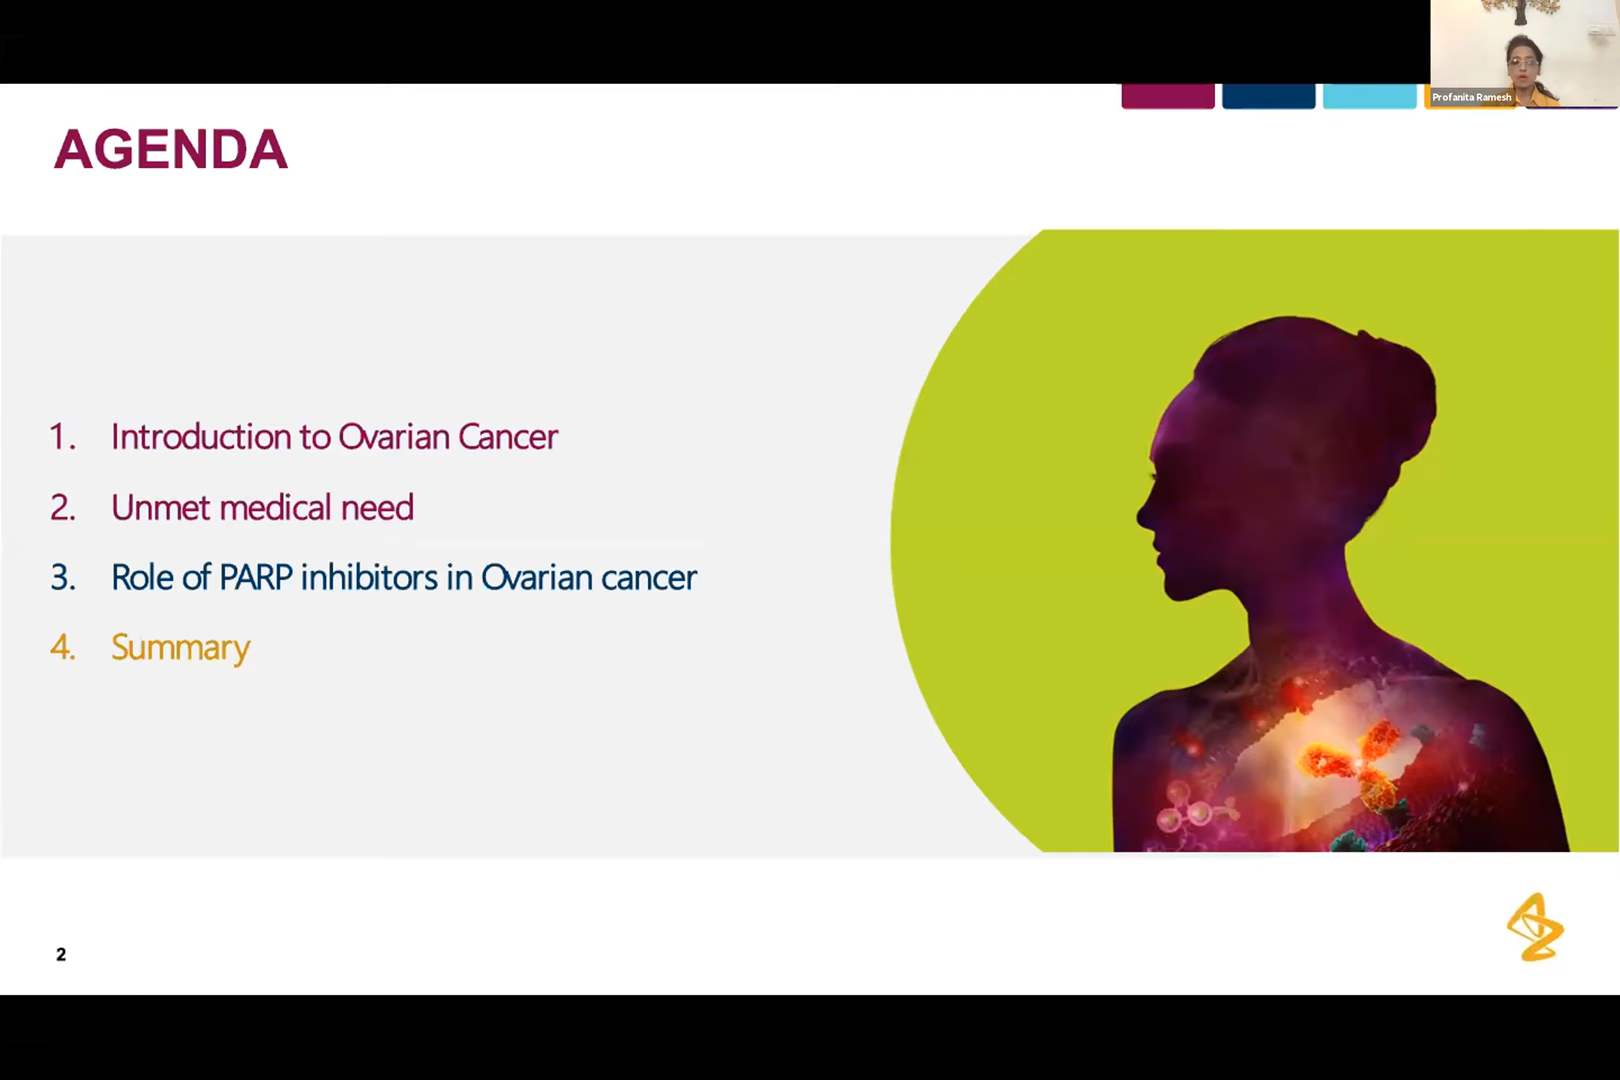 Profanita Ramesh
AGENDA
1. Introduction to Ovarian Cancer
2. Unmet medical need
3. Role of PARP inhibitors in Ovarian cancer
4. Summary
2